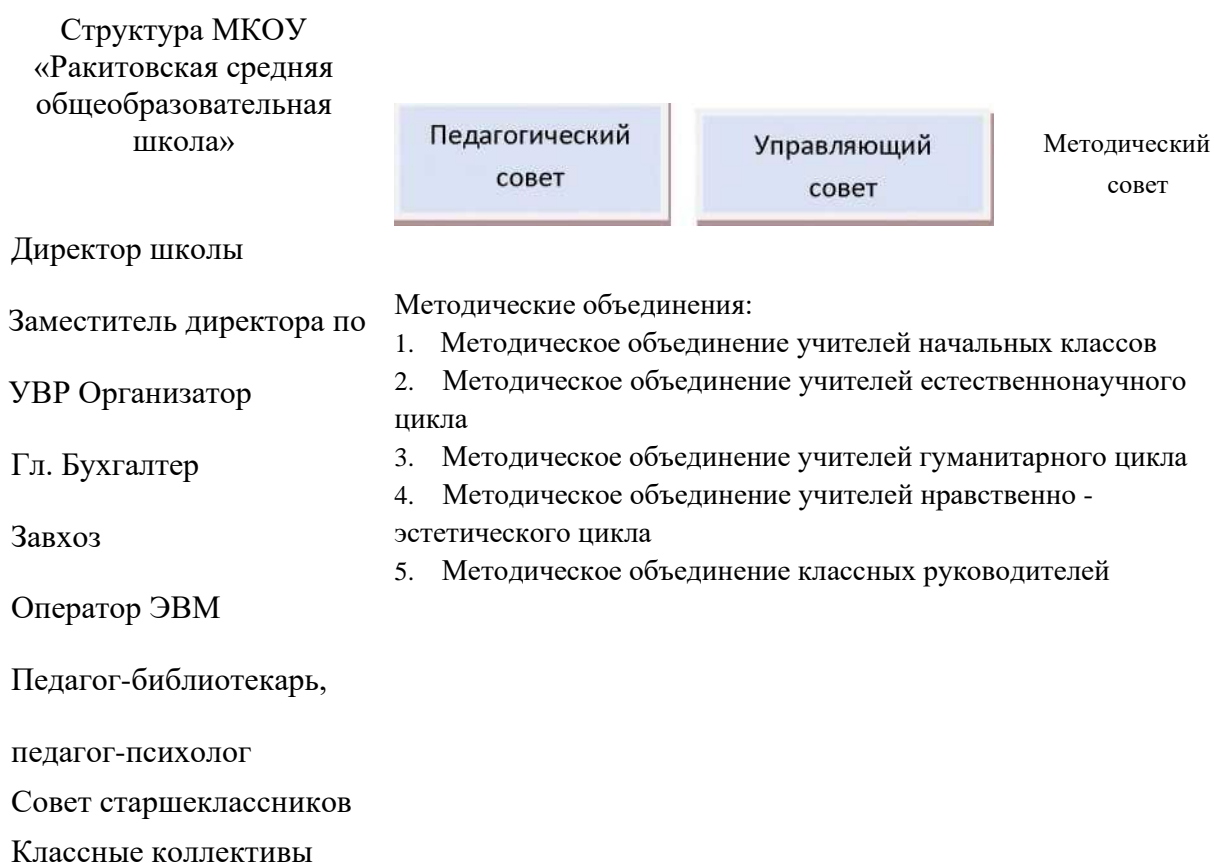 Структура МКОУ
«Ракитовская средняя
общеобразовательная
школа»
Педагогический
совет
Управляющий
совет
Методический
совет
Директор школы
Заместитель директора по
УВР Организатор
Гл. Бухгалтер
Завхоз
Оператор ЭВМ
Педагог-библиотекарь,
педагог-психолог
Совет старшеклассников
Классные коллективы
Методические объединения:
1. Методическое объединение учителей начальных классов
2. Методическое объединение учителей естественнонаучного
цикла
3. Методическое объединение учителей гуманитарного цикла
4. Методическое объединение учителей нравственно -
эстетического цикла
5. Методическое объединение классных руководителей